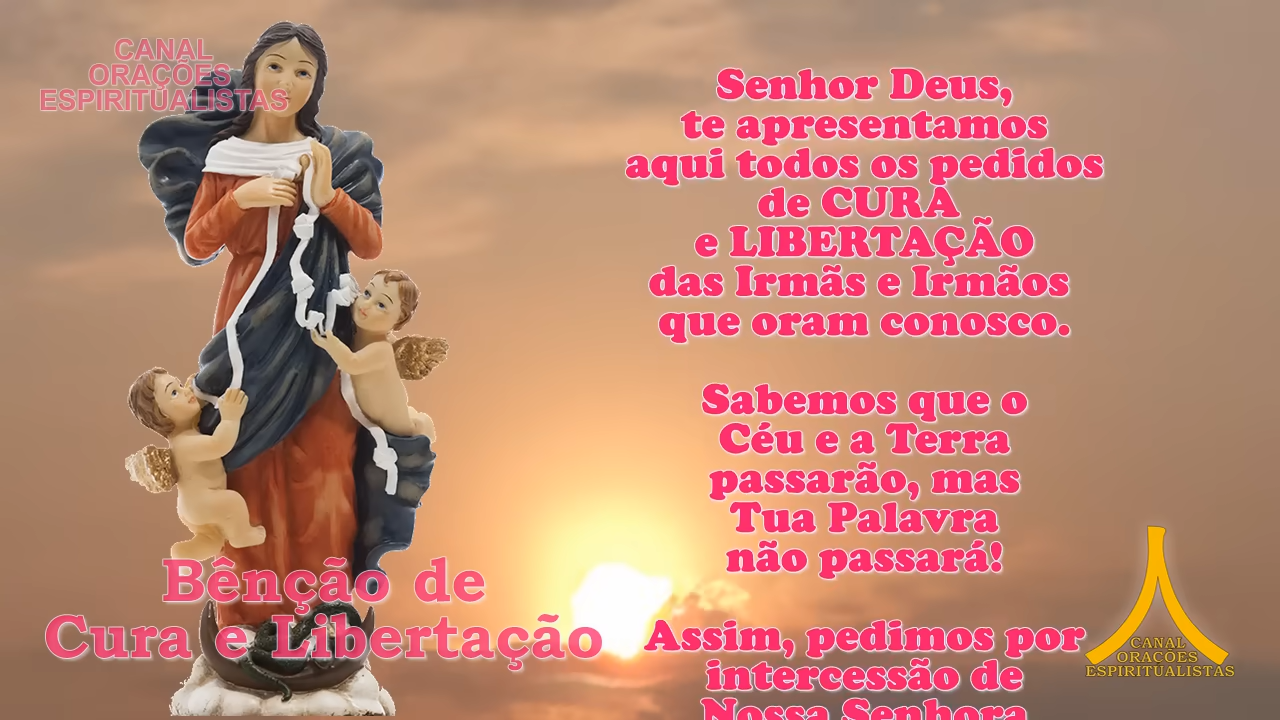 CANAL
ORAÇÕES
ESPIRITUALISTAS
Senhor Deus,
te apresentamos
aqui todos os pedidos
de CURA
e LIBERTAÇÃO
das Irmãs e Irmãos
que oram conosco.
Sabemos que o
Céu e a Terra
passarão, mas
Tua Palavra
não passará!
Assim, pedimos por
intercessão de
Nossa Senhora
Bênção de
Cura e Libertação
CANAL
ORAÇÕES
ESPIRITUALISTAS